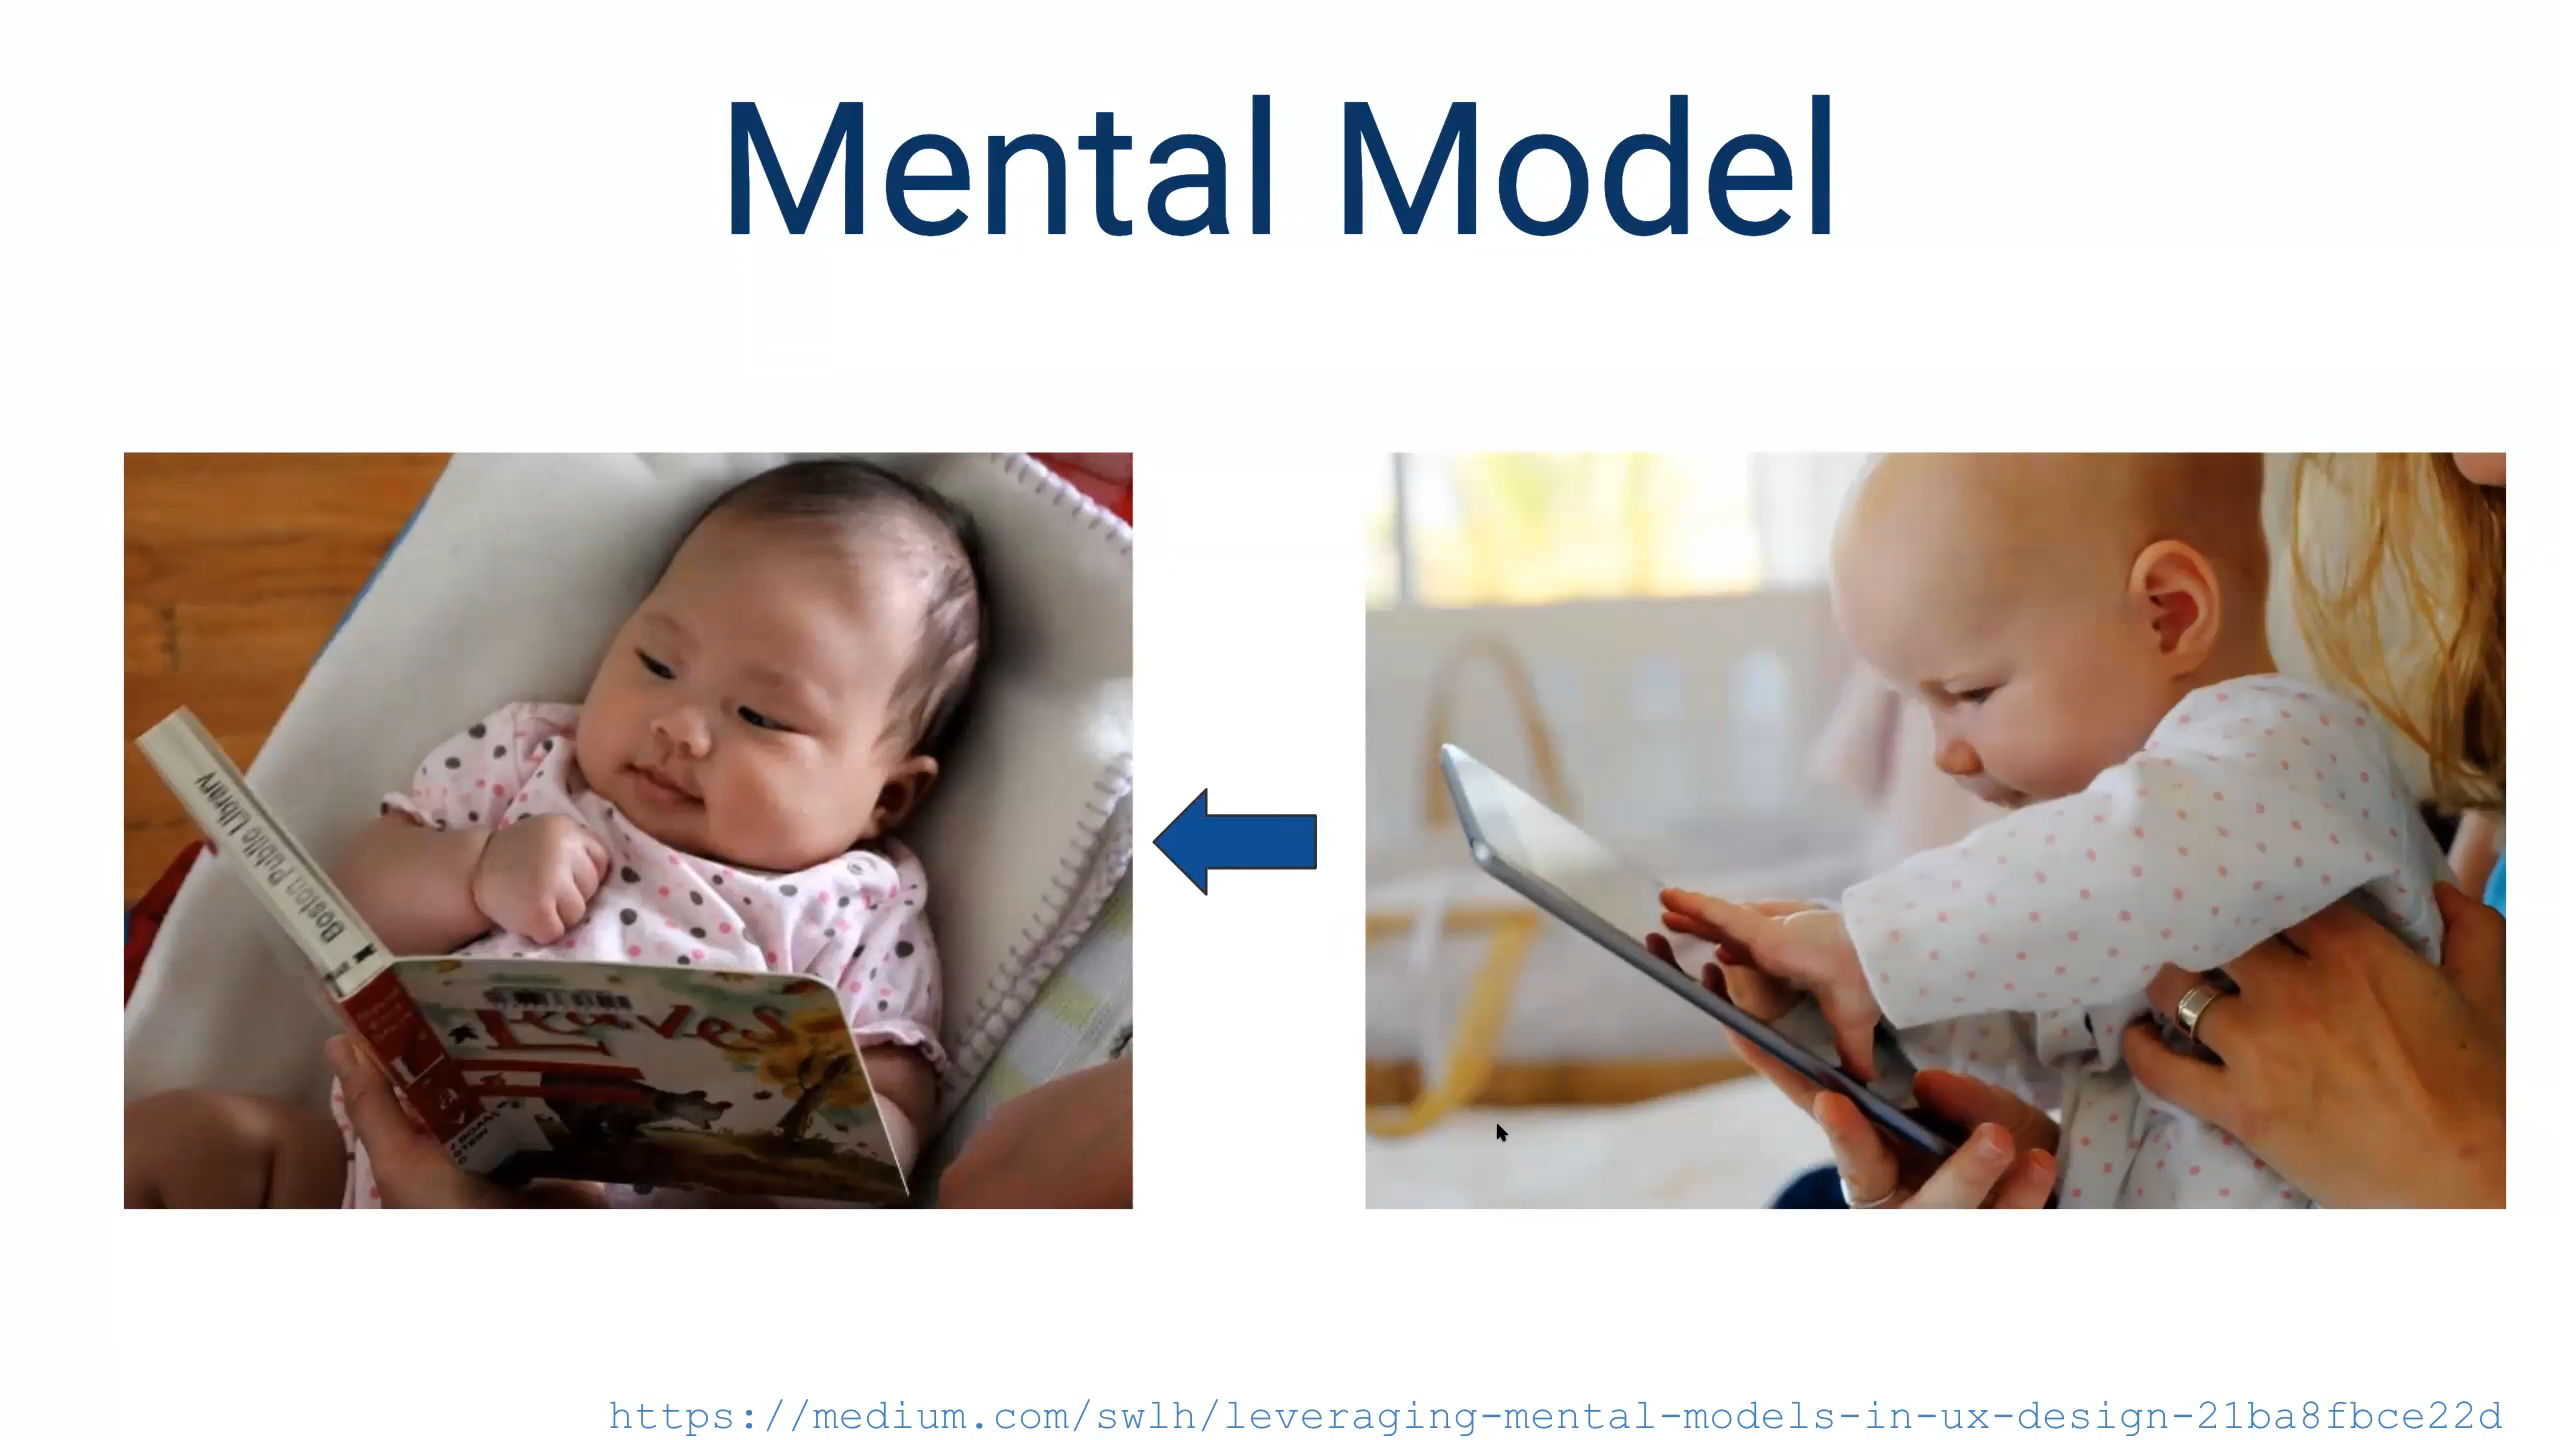 Mental Model
Boston Public Library
Leaves
https://medium.com/swlh/leveraging-mental-models-in-ux-design-21ba8fbce22d